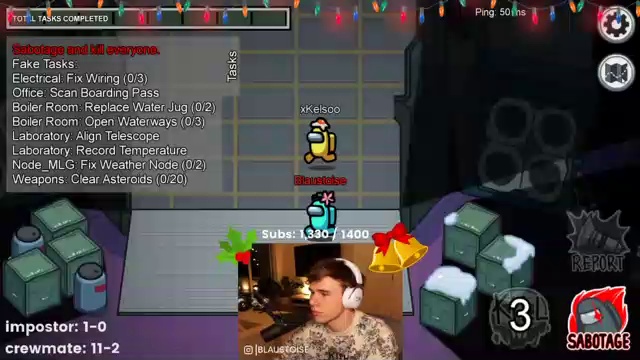 TOTAL TASKS COMPLETED
Ping: 50 ms
Sabotage and kill everyone.
Fake Tasks:
Electrical: Fix Wiring (0/3)
Office: Scan Boarding Pass
Boiler Room: Replace Water Jug (0/2)
Boiler Room: Open Waterways (0/3)
Laboratory: Align Telescope
Laboratory: Record Temperature
Node_MLG: Fix Weather Node (0/2)
Weapons: Clear Asteroids (0/20)
Tasks
xKelsoo
Blaustoise
Subs: 1,330 / 1400
REPORT
3
SABOTAGE
impostor: 1-0
crewmate: 11-2
|BLAUSTOISE